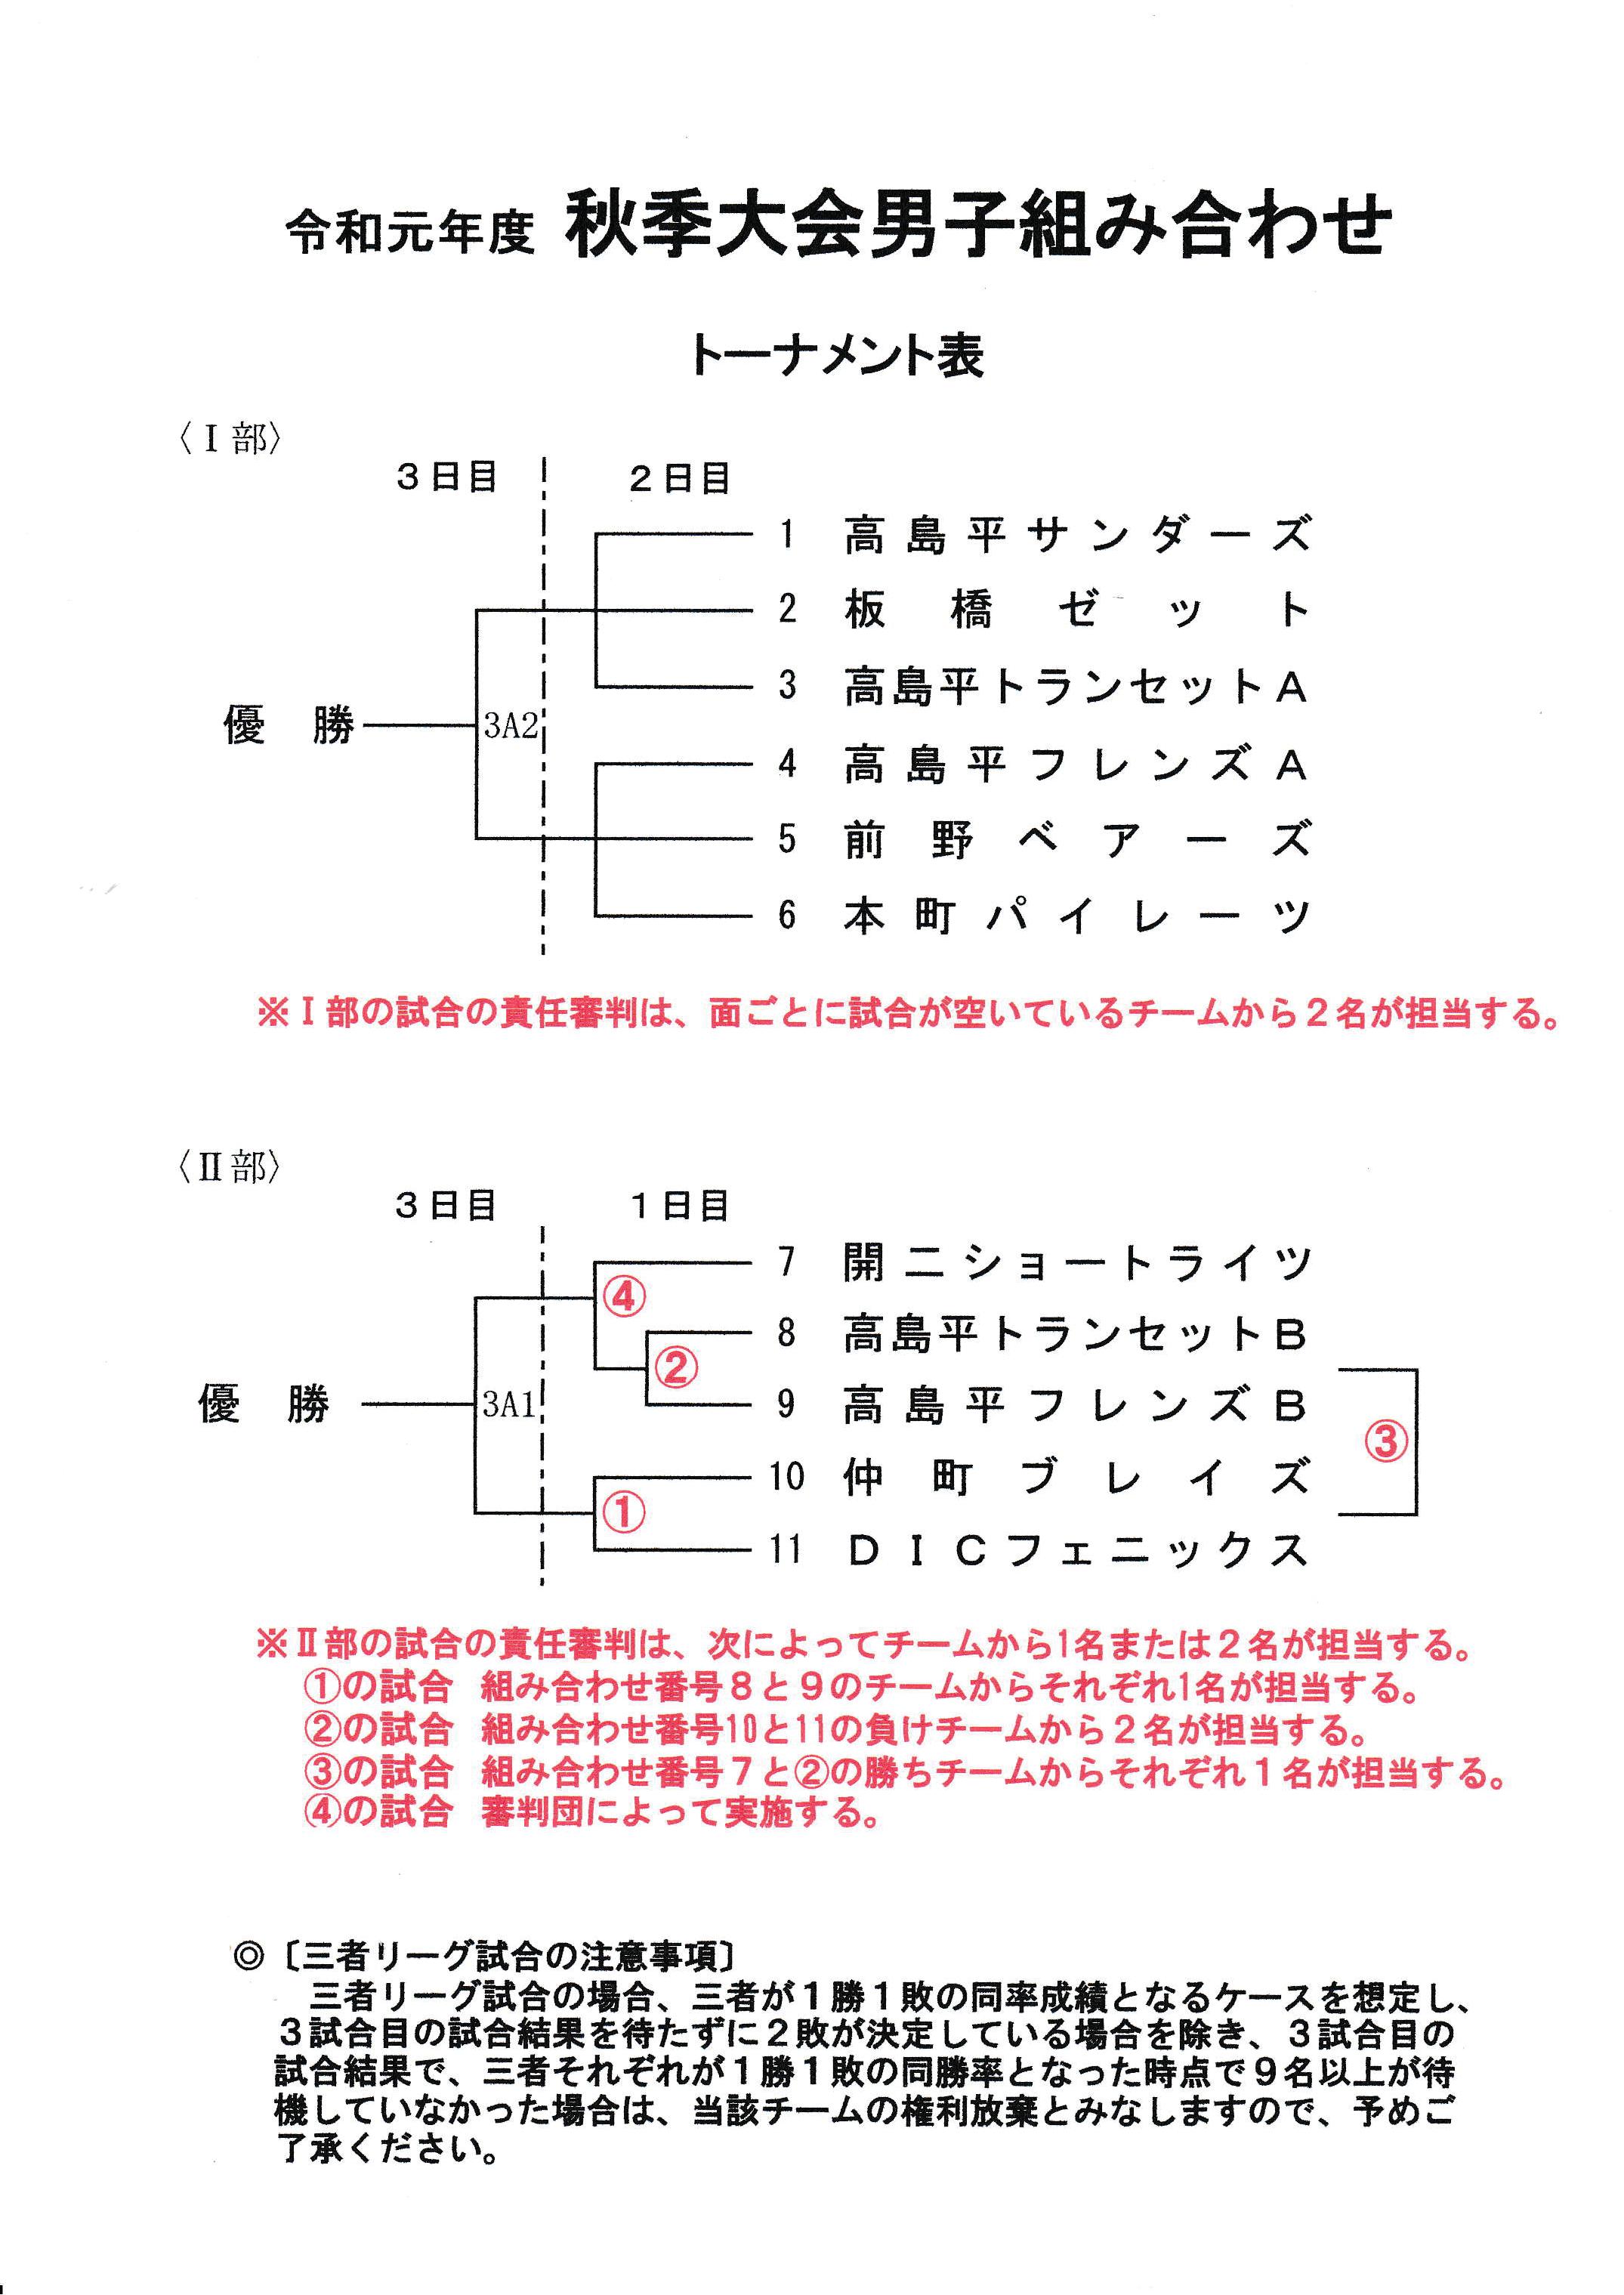 令和元年度 秋季大会男子組み合わせ
トーナメント表
〈Ⅰ部〉
3日目 2日目
1 高島平サンダーズ
2 板橋ゼット
3 高島平トランセットA
優勝 3A2
4 高島平フレンズA
5 前野ベアーズ
6 本町パイレーツ
※Ⅰ部の試合の責任審判は、面ごとに試合が空いているチームから2名が担当する。
〈Ⅱ部〉
3日目 1日目
7 開二ショートライツ
④
8 高島平トランセットB
②
優勝 3A1 9 高島平フレンズB
③
10 仲町ブレイズ
①
11 DICフェニックス
※Ⅱ部の試合の責任審判は、次によってチームから1名または2名が担当する。
①の試合 組み合わせ番号8と9のチームからそれぞれ1名が担当する。
②の試合 組み合わせ番号10と11の負けチームから2名が担当する。
③の試合 組み合わせ番号7と②の勝ちチームからそれぞれ1名が担当する。
④の試合 審判団によって実施する。
◎〔三者リーグ試合の注意事項〕
三者リーグ試合の場合、三者が1勝1敗の同率成績となるケースを想定し、
3試合目の試合結果を待たずに2敗が決定している場合を除き、3試合目の
試合結果で、三者それぞれが1勝1敗の同勝率となった時点で9名以上が待
機していなかった場合は、当該チームの権利放棄とみなしますので、予めご
了承ください。